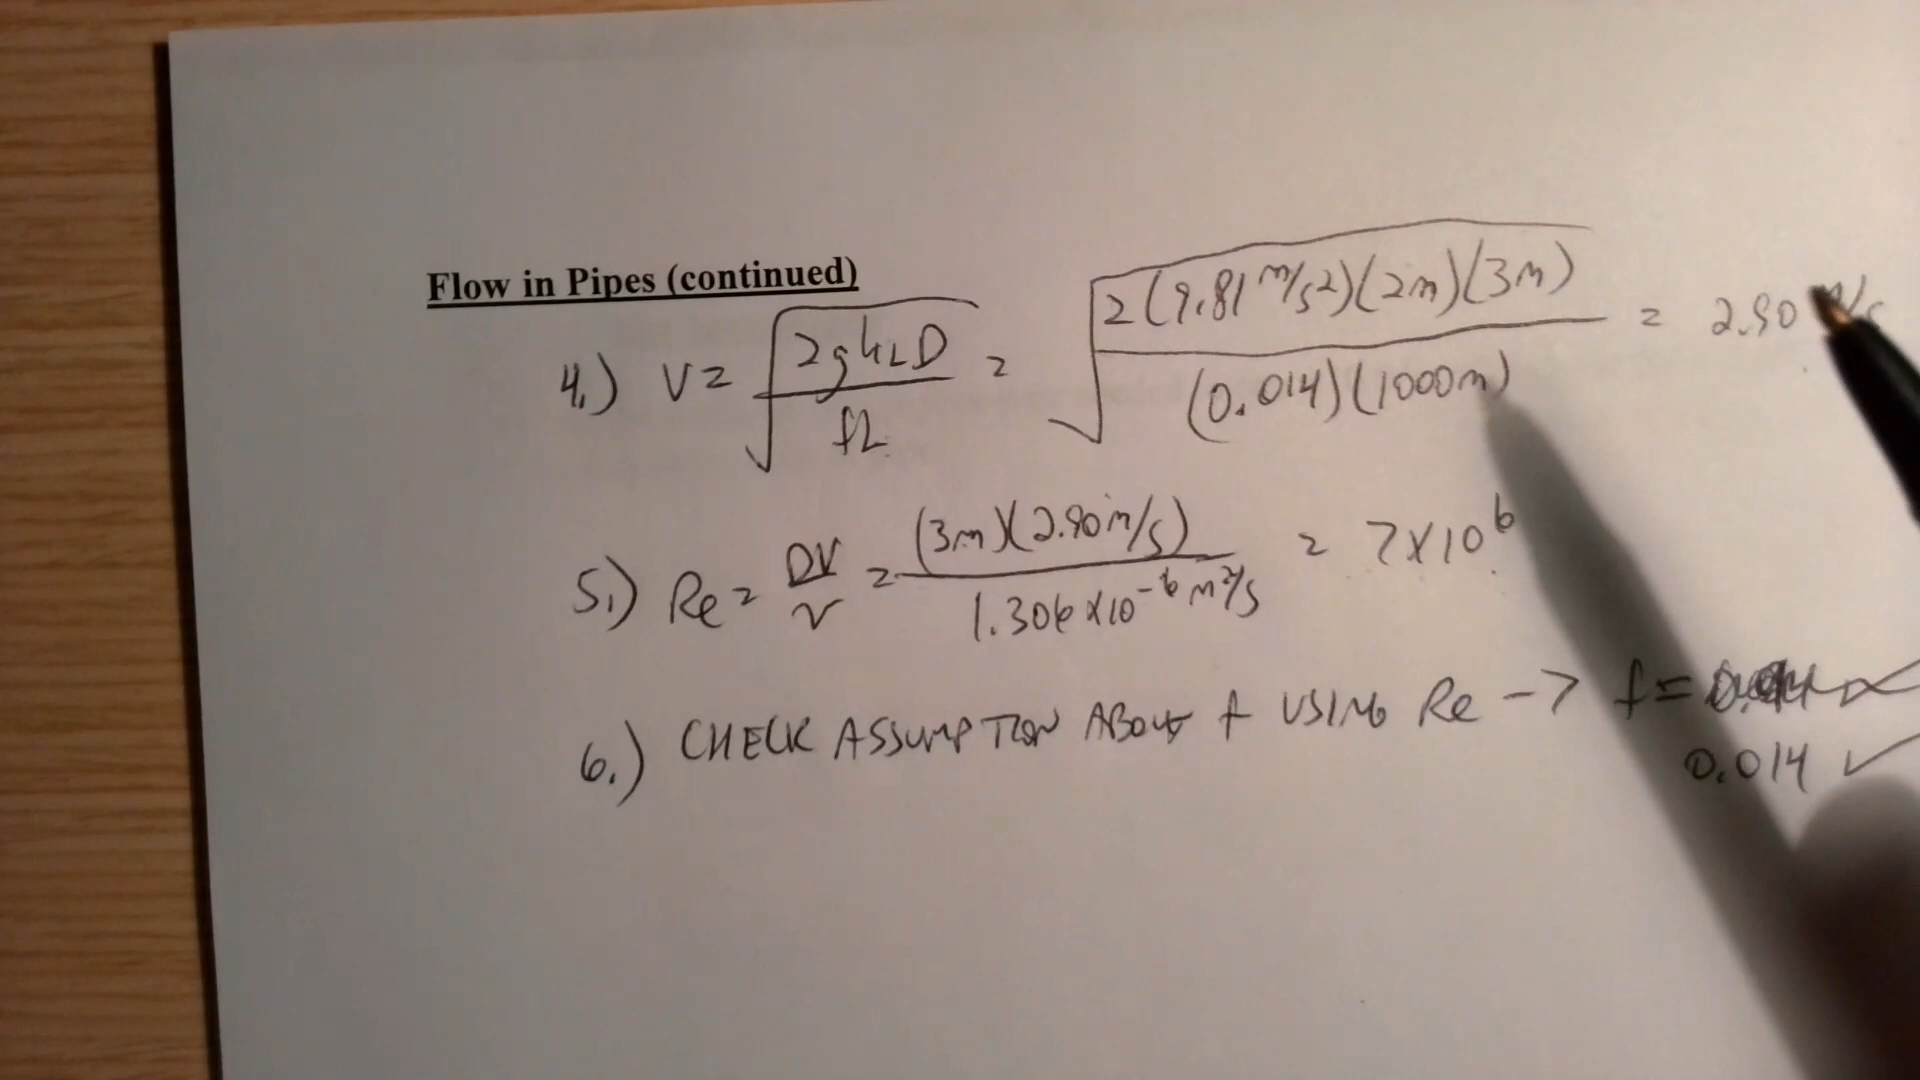 Flow in Pipes (continued)
4.) V = √(2ghLD / fL) = √(2(9.81 m/s²)(2m)(3m) / (0.014)(1000m)) = 2.90
5.) Re = DV/ν = (3m)(2.90 m/s) / 1.306 x 10⁻⁶ m²/s = 7 x 10⁶
6.) CHECK ASSUMPTION ABOUT f USING Re -> f =
0.014 ✓